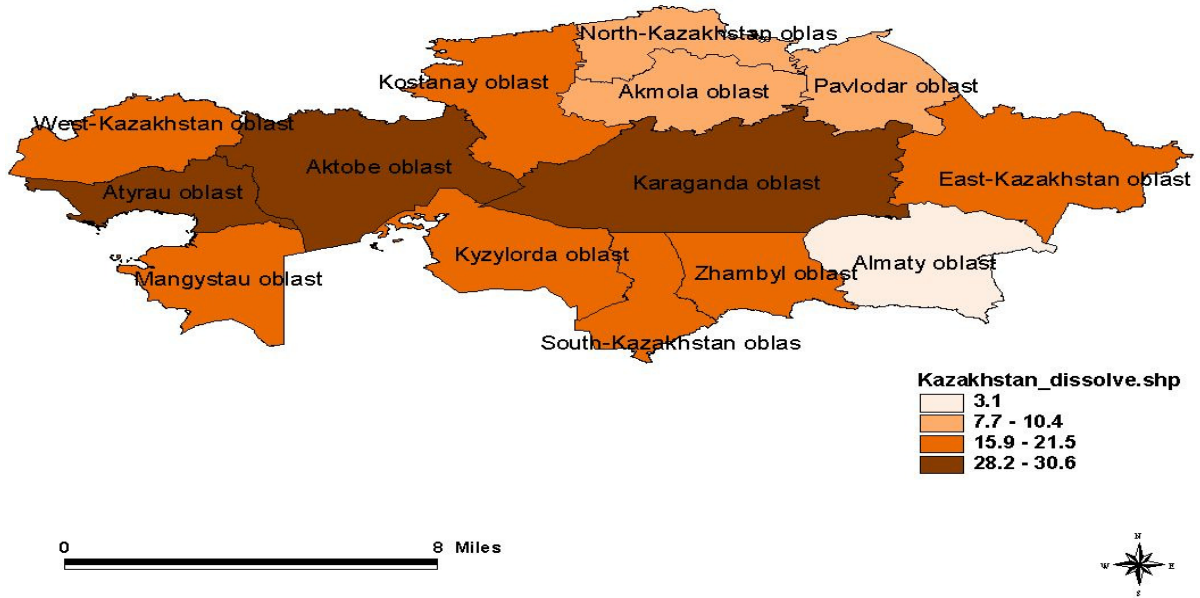 North-Kazakhstan oblas
Kostanay oblast
Akmola oblast
Pavlodar oblast
West-Kazakhstan oblast
Aktobe oblast
Atyrau oblast
Karaganda oblast
East-Kazakhstan oblast
Kyzylorda oblast
Zhambyl oblast
Almaty oblast
Mangystau oblast
South-Kazakhstan oblas
Kazakhstan_dissolve.shp
3.1
7.7 - 10.4
15.9 - 21.5
28.2 - 30.6
0 8 Miles
N
W E
S